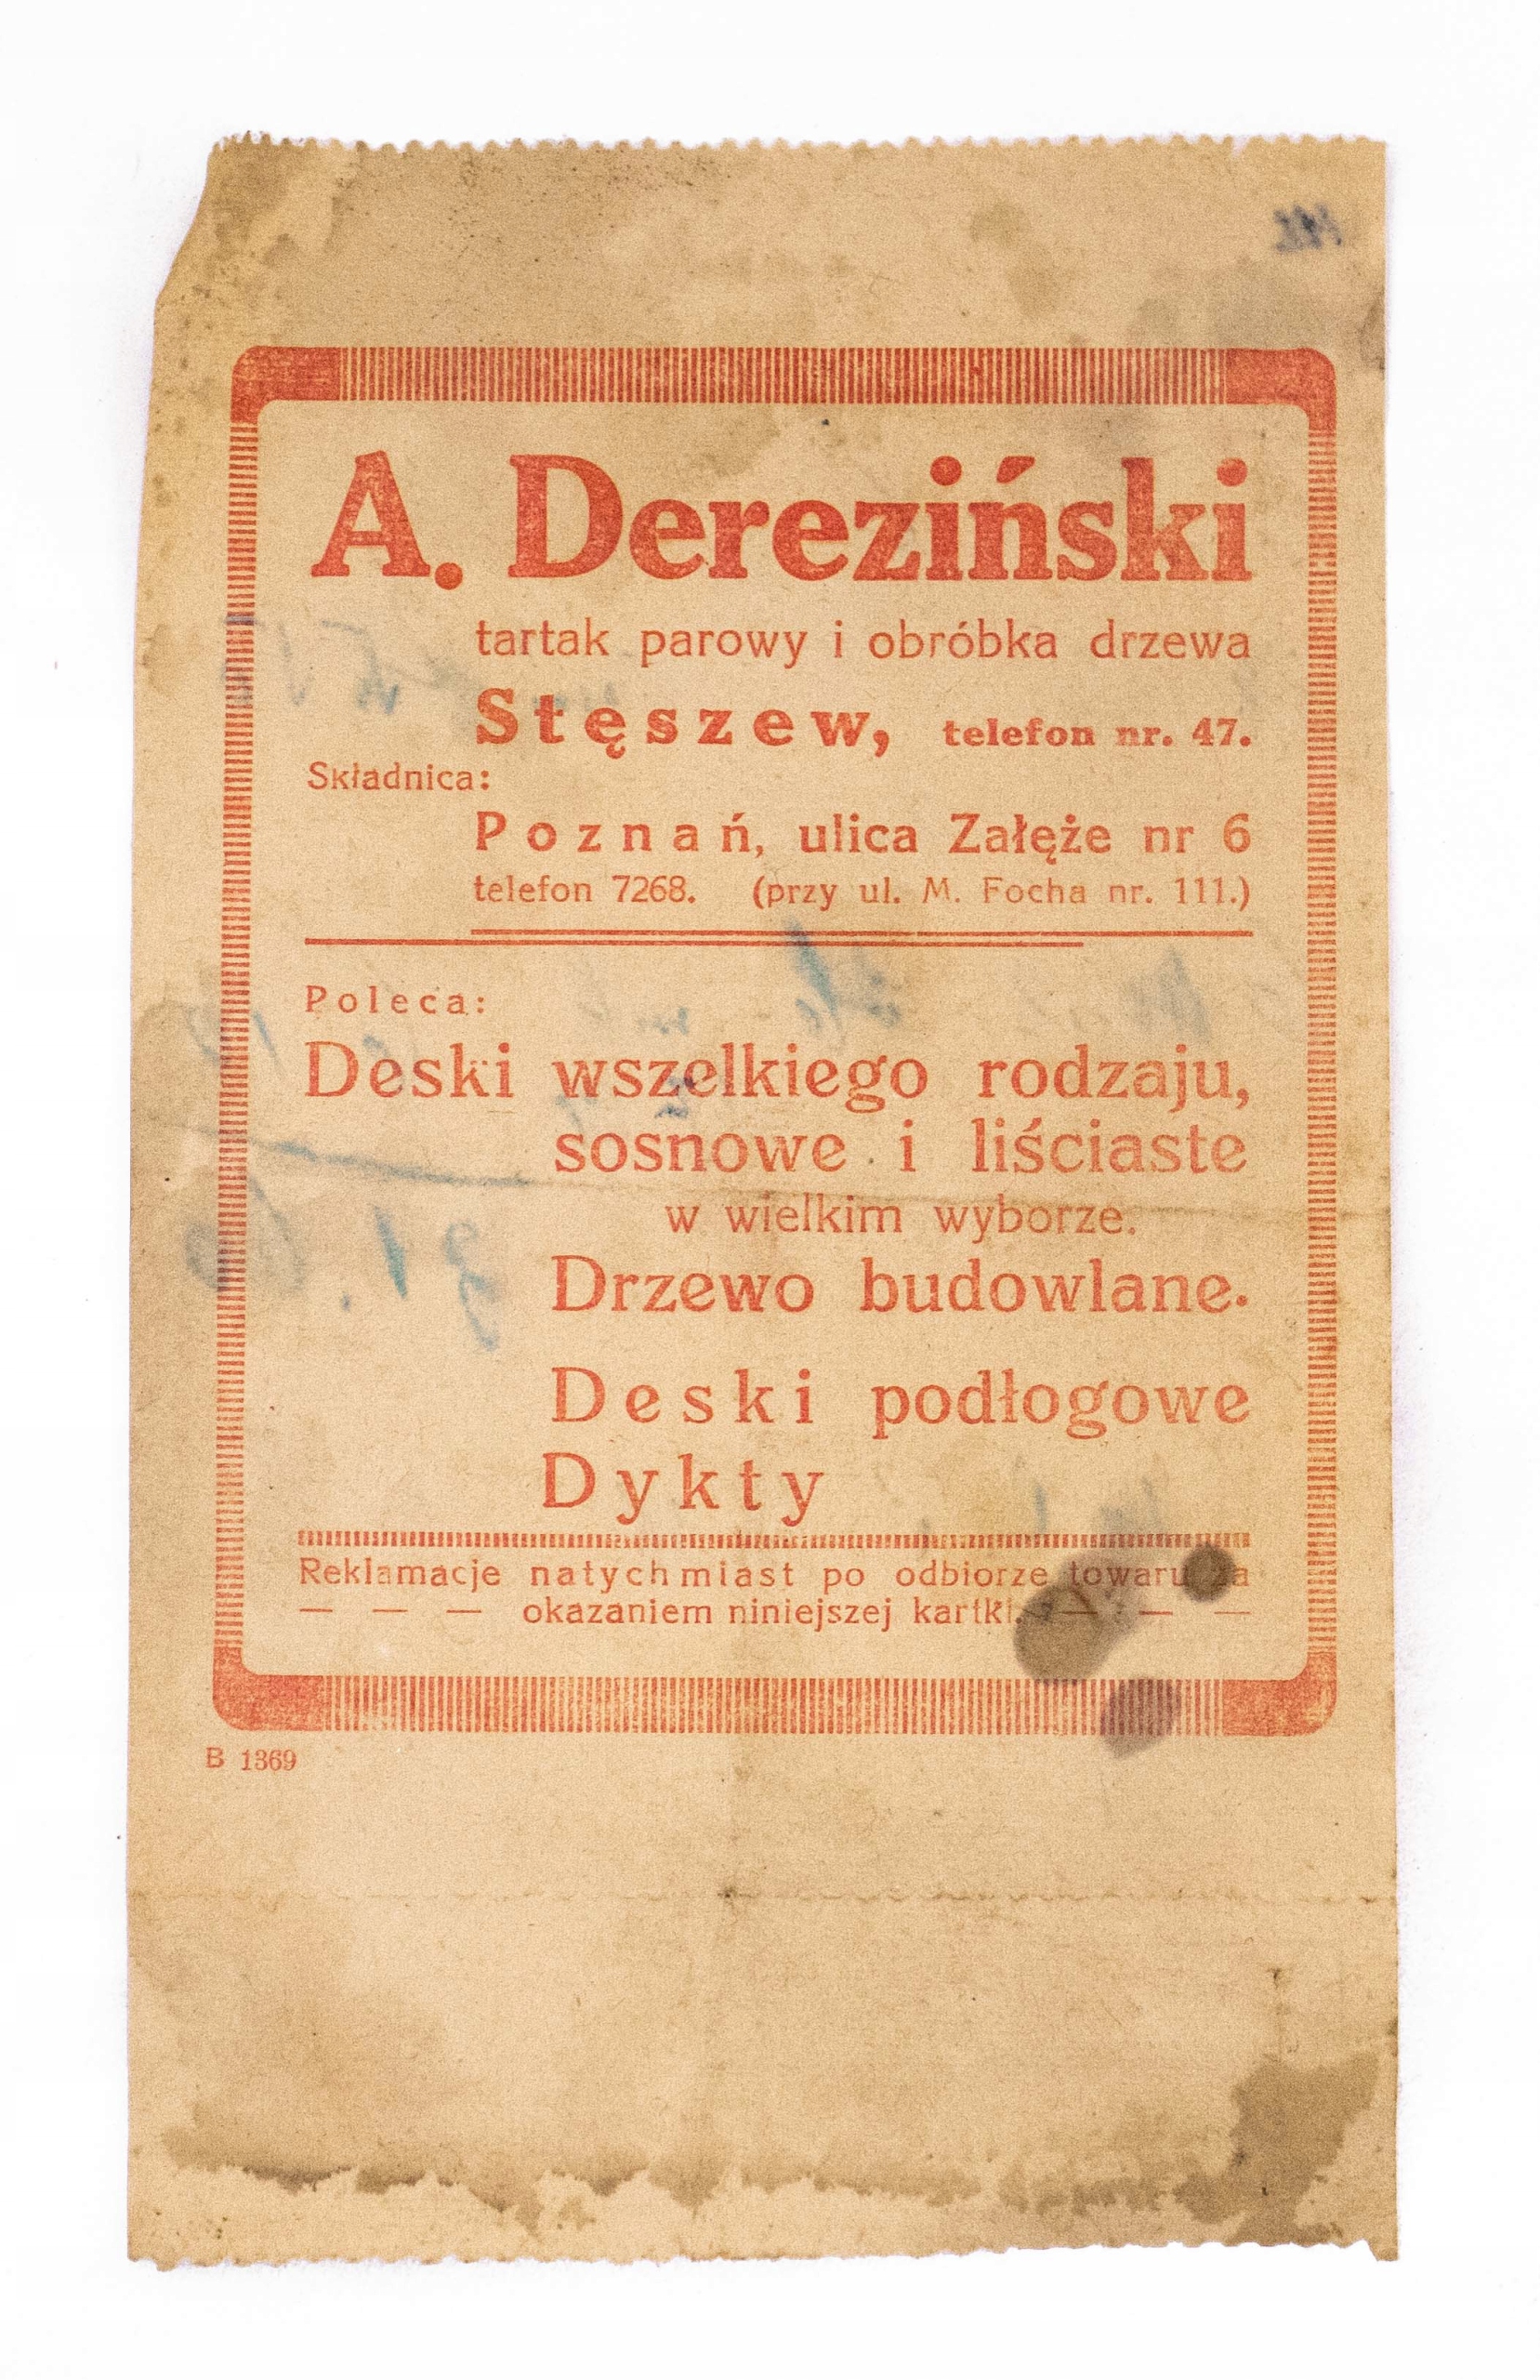 A. Dereziński
tartak parowy i obróbka drzewa
Stęszew, telefon nr. 47.
Składnica:
Poznań, ulica Załęże nr 6
telefon 7268. (przy ul. M. Focha nr. 111.)
Poleca:
Deski wszelkiego rodzaju,
sosnowe i liściaste
w wielkim wyborze.
Drzewo budowlane.
Deski podłogowe
Dykty
Reklamacje natychmiast po odbiorze towaru za
— — — okazaniem niniejszej kartki. — — —
B 1369